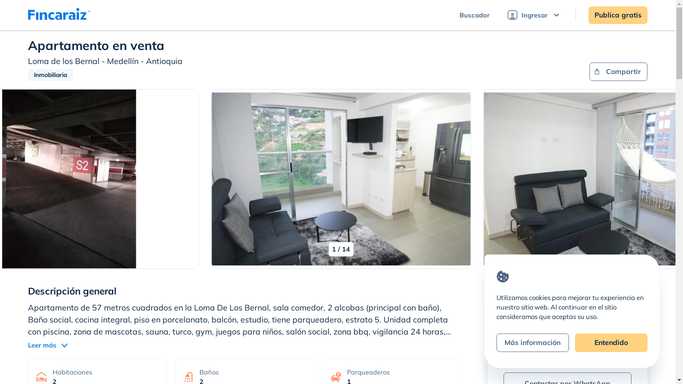 Fincaraiz
Buscador
Ingresar
Publica gratis
Apartamento en venta
Loma de los Bernal - Medellín - Antioquia
Inmobiliaria
Compartir
S2
1 / 14
Descripción general
Apartamento de 57 metros cuadrados en la Loma De Los Bernal, sala comedor, 2 alcobas (principal con baño),
Baño social, cocina integral, piso en porcelanato, balcón, estudio, tiene parqueadero, estrato 5. Unidad completa
con piscina, zona de mascotas, sauna, turco, gym, juegos para niños, salón social, zona bbq, vigilancia 24 horas,...
Leer más
Habitaciones
2
Baños
2
Parqueaderos
1
Utilizamos cookies para mejorar tu experiencia en
nuestro sitio web. Al continuar en el sitio
consideramos que aceptas su uso.
Más información
Entendido
Contactar por WhatsApp